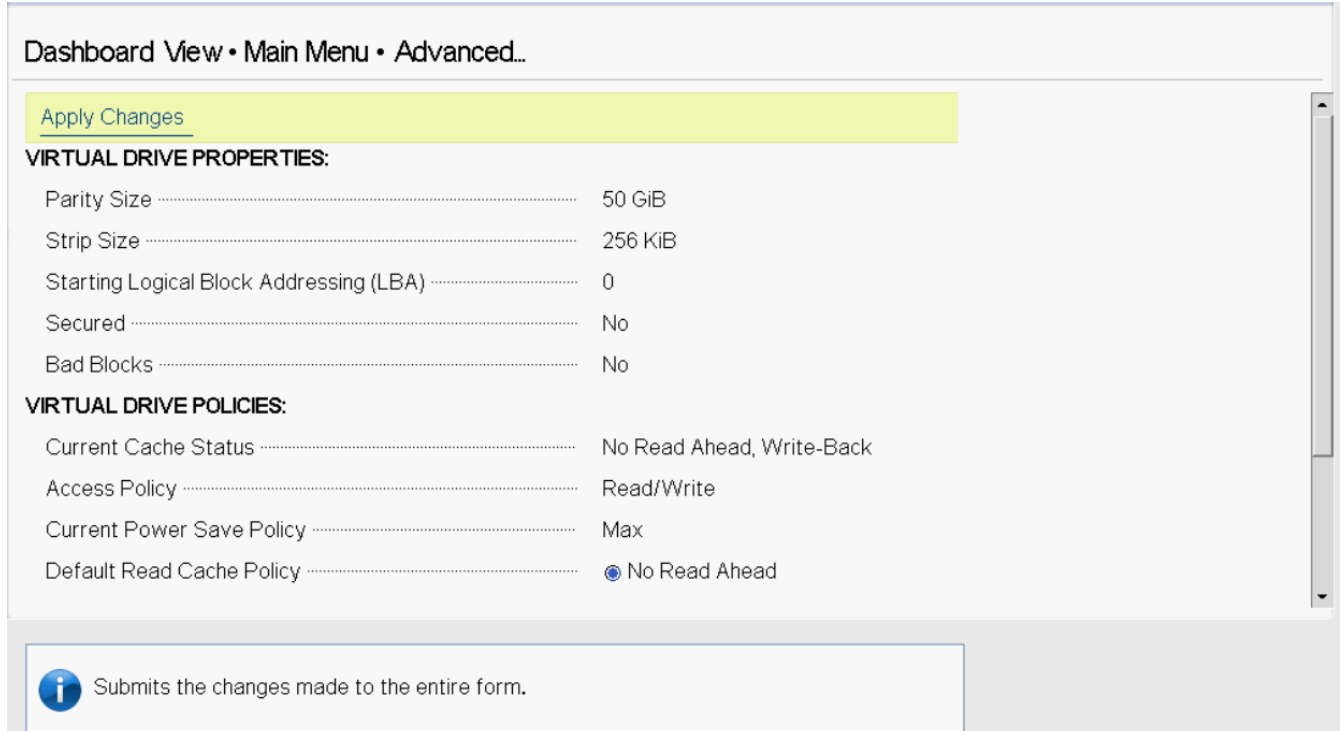 Dashboard View • Main Menu • Advanced...
Apply Changes
VIRTUAL DRIVE PROPERTIES:
Parity Size 50 GiB
Strip Size 256 KiB
Starting Logical Block Addressing (LBA) 0
Secured No
Bad Blocks No
VIRTUAL DRIVE POLICIES:
Current Cache Status No Read Ahead, Write-Back
Access Policy Read/Write
Current Power Save Policy Max
Default Read Cache Policy No Read Ahead
Submits the changes made to the entire form.